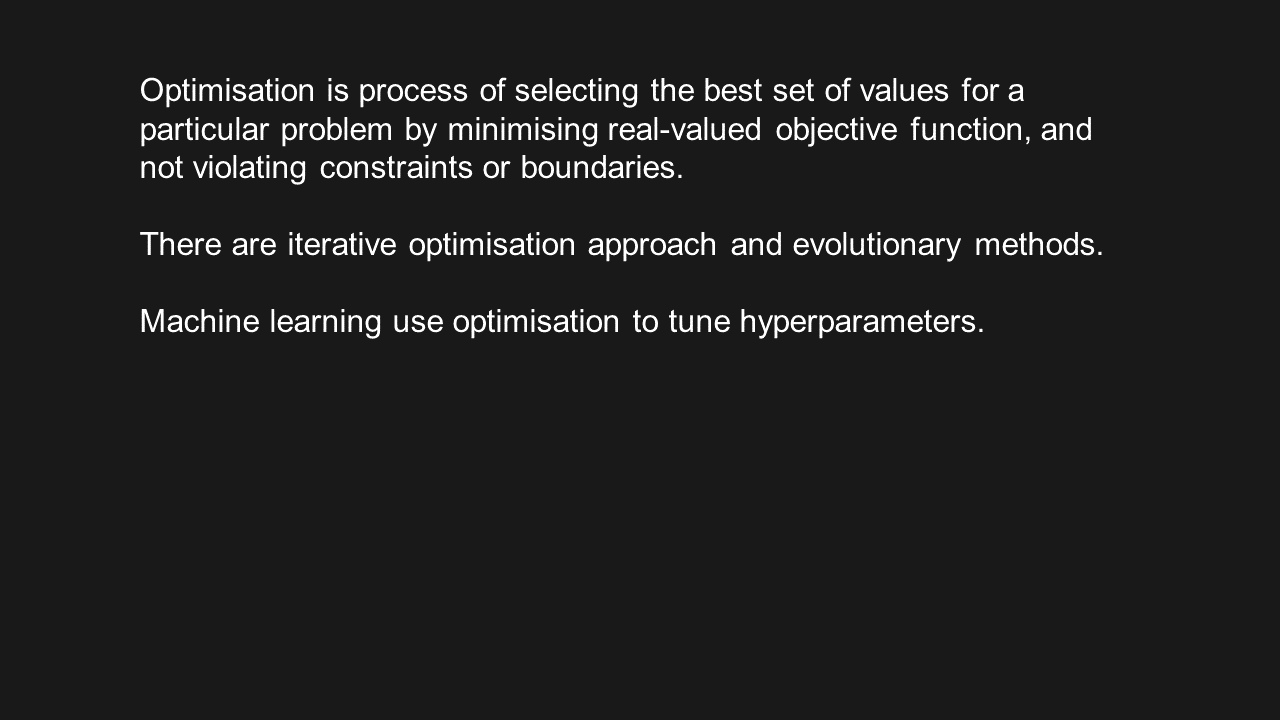 Optimisation is process of selecting the best set of values for a
particular problem by minimising real-valued objective function, and
not violating constraints or boundaries.
There are iterative optimisation approach and evolutionary methods.
Machine learning use optimisation to tune hyperparameters.